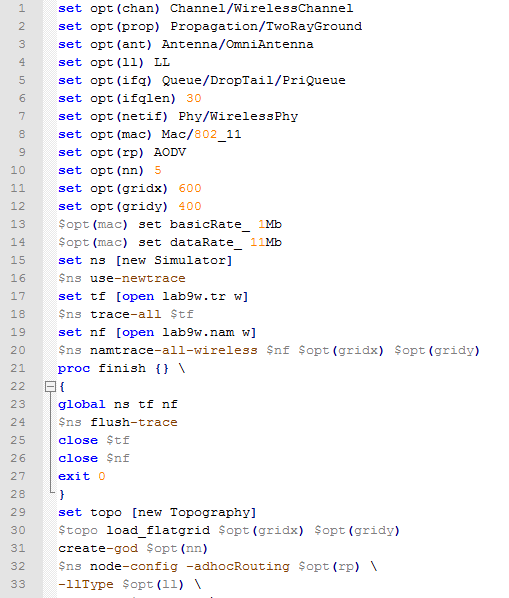 1 set opt(chan) Channel/WirelessChannel
2 set opt(prop) Propagation/TwoRayGround
3 set opt(ant) Antenna/OmniAntenna
4 set opt(ll) LL
5 set opt(ifq) Queue/DropTail/PriQueue
6 set opt(ifqlen) 30
7 set opt(netif) Phy/WirelessPhy
8 set opt(mac) Mac/802_11
9 set opt(rp) AODV
10 set opt(nn) 5
11 set opt(gridx) 600
12 set opt(gridy) 400
13 $opt(mac) set basicRate_ 1Mb
14 $opt(mac) set dataRate_ 11Mb
15 set ns [new Simulator]
16 $ns use-newtrace
17 set tf [open lab9w.tr w]
18 $ns trace-all $tf
19 set nf [open lab9w.nam w]
20 $ns namtrace-all-wireless $nf $opt(gridx) $opt(gridy)
21 proc finish {} \
22 {
23 global ns tf nf
24 $ns flush-trace
25 close $tf
26 close $nf
27 exit 0
28 }
29 set topo [new Topography]
30 $topo load_flatgrid $opt(gridx) $opt(gridy)
31 create-god $opt(nn)
32 $ns node-config -adhocRouting $opt(rp) \
33 -llType $opt(ll) \